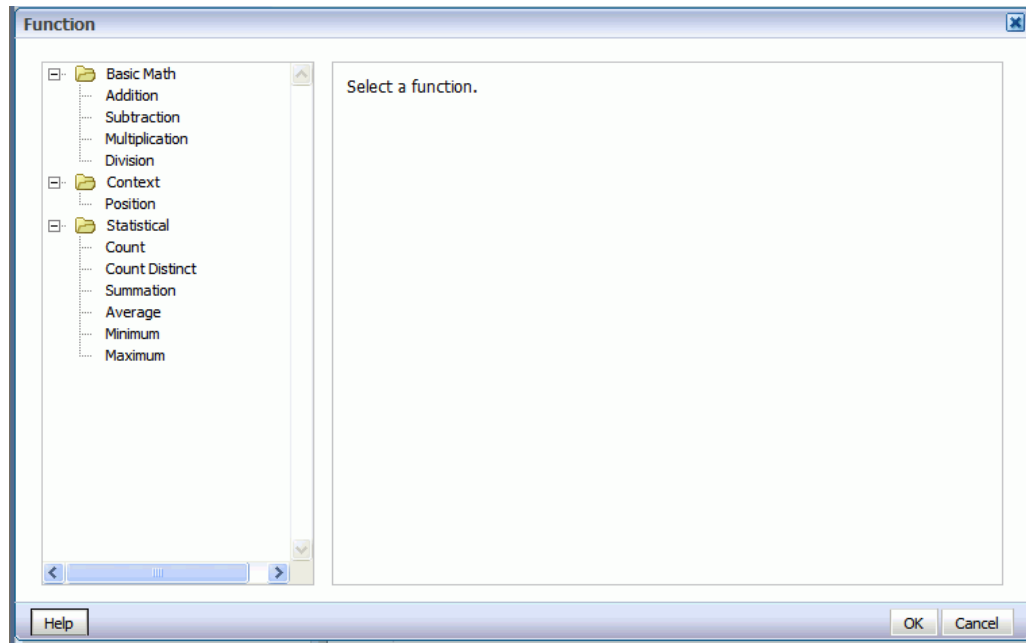 Function
Basic Math
Addition
Subtraction
Multiplication
Division
Context
Position
Statistical
Count
Count Distinct
Summation
Average
Minimum
Maximum
Select a function.
Help
OK
Cancel